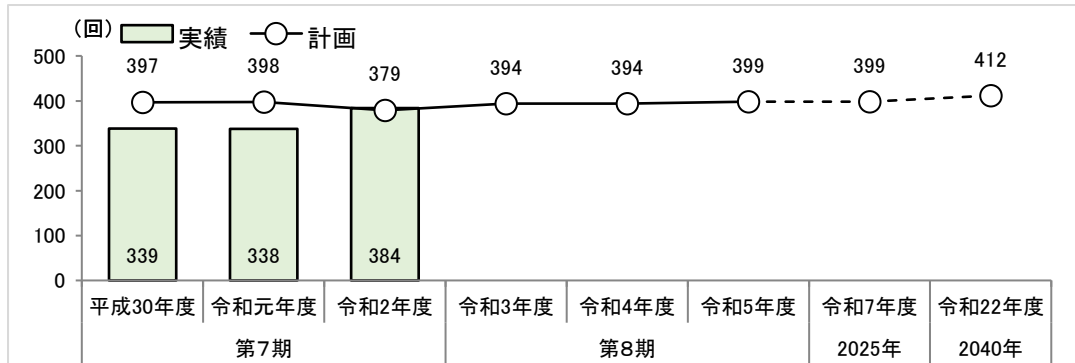 (回) 実績 計画
500
397 398 379 394 394 399 399 412
400
300
200
100
339 338 384
0
平成30年度 令和元年度 令和2年度 令和3年度 令和4年度 令和5年度 令和7年度 令和22年度
第7期 第8期 2025年 2040年